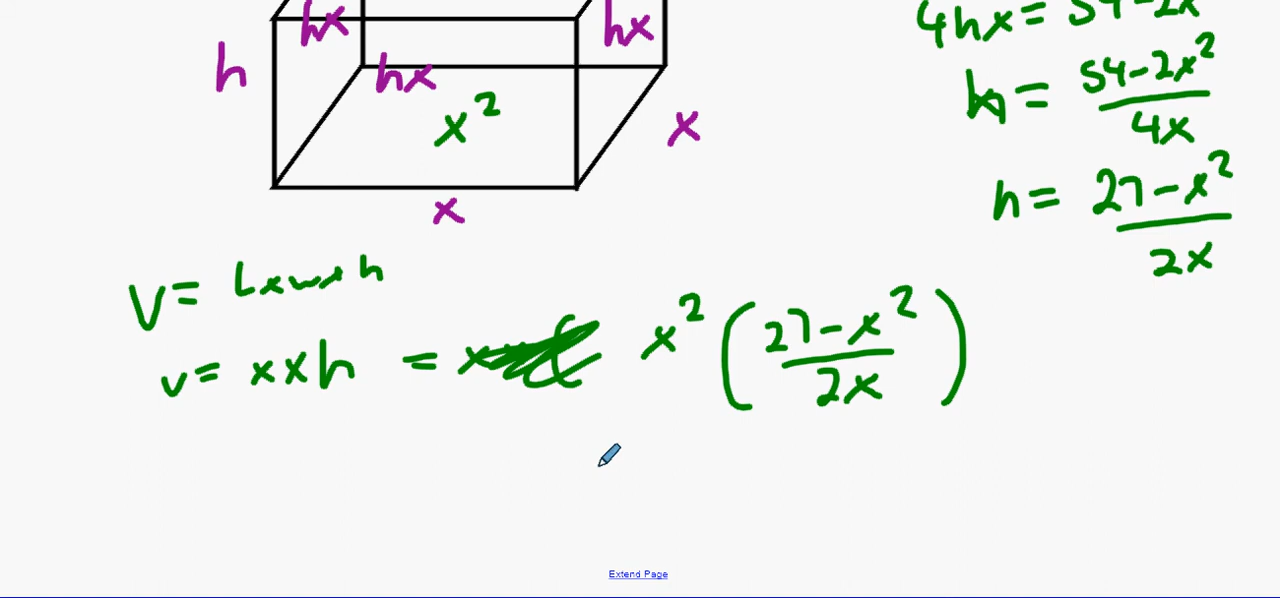 hx hx 4hx = 54-2x
h hx h = 54-2x²/4x
x² x
x h = 27-x²/2x
V = L x w x h
v = x x h = x²(27-x²/2x)
Extend Page